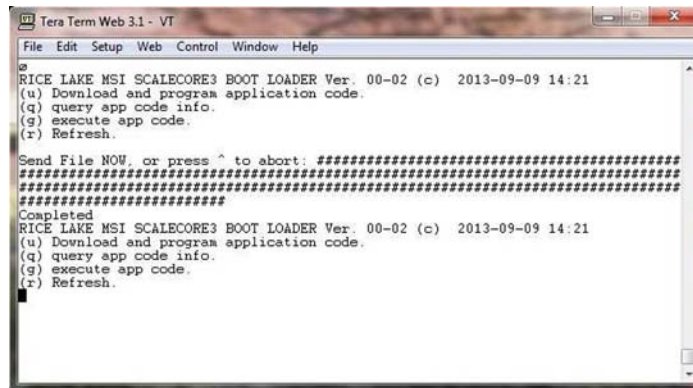 Tera Term Web 3.1 - VT
File Edit Setup Web Control Window Help
ø
RICE LAKE MSI SCALECORE3 BOOT LOADER Ver. 00-02 (c) 2013-09-09 14:21
(u) Download and program application code.
(q) query app code info.
(g) execute app code.
(r) Refresh.
Send File NOW, or press ^ to abort: ############################################
################################################################################
################################################################################
#########################
Completed
RICE LAKE MSI SCALECORE3 BOOT LOADER Ver. 00-02 (c) 2013-09-09 14:21
(u) Download and program application code.
(q) query app code info.
(g) execute app code.
(r) Refresh.